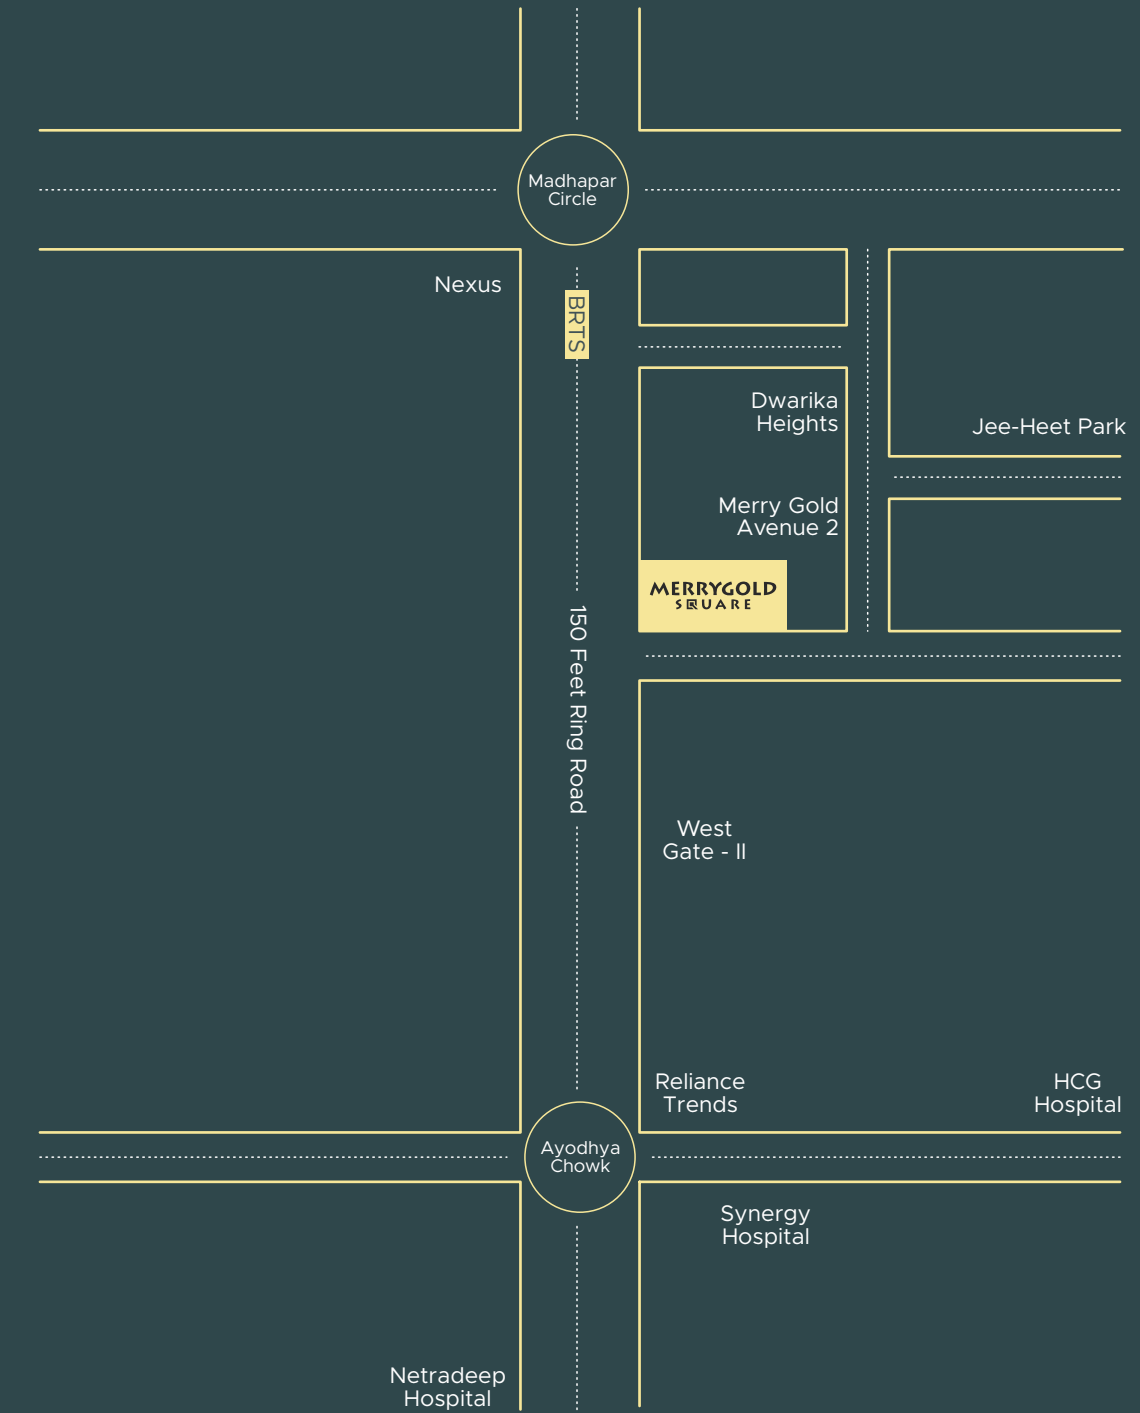 Madhapar
Circle
Nexus
BRTS
Dwarika
Heights
Jee-Heet Park
Merry Gold
Avenue 2
MERRYGOLD
SQUARE
150 Feet Ring Road
West
Gate - II
Reliance
Trends
HCG
Hospital
Ayodhya
Chowk
Synergy
Hospital
Netradeep
Hospital